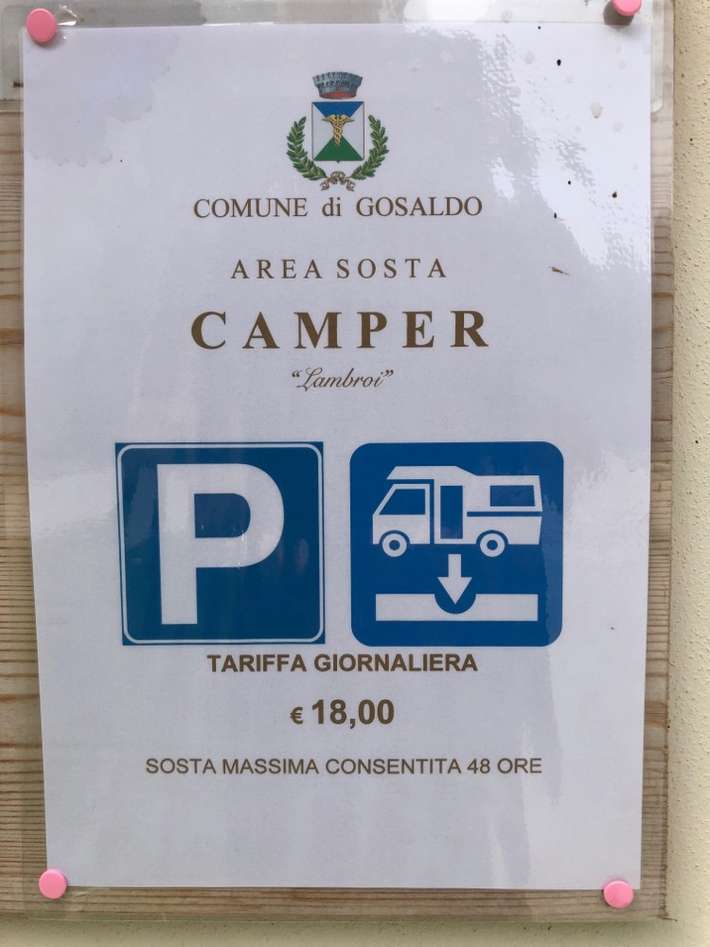 COMUNE di GOSALDO
AREA SOSTA
CAMPER
“Lambroi”
P
TARIFFA GIORNALIERA
€ 18,00
SOSTA MASSIMA CONSENTITA 48 ORE